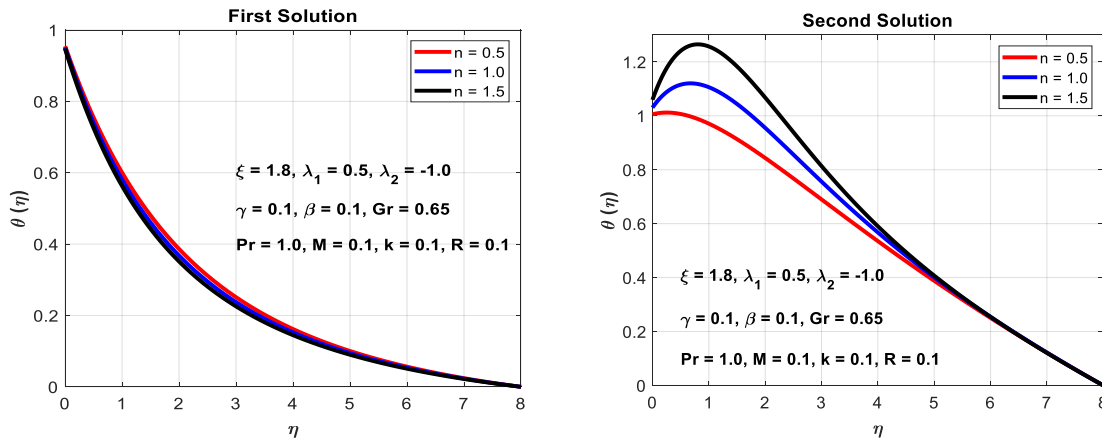 First Solution
1
0.8
0.6
0.4
0.2
0
θ (η)
n = 0.5
n = 1.0
n = 1.5
ξ = 1.8, λ1 = 0.5, λ2 = -1.0
γ = 0.1, β = 0.1, Gr = 0.65
Pr = 1.0, M = 0.1, k = 0.1, R = 0.1
0 1 2 3 4 5 6 7 8
η
Second Solution
1.2
1
0.8
0.6
0.4
0.2
0
θ (η)
n = 0.5
n = 1.0
n = 1.5
ξ = 1.8, λ1 = 0.5, λ2 = -1.0
γ = 0.1, β = 0.1, Gr = 0.65
Pr = 1.0, M = 0.1, k = 0.1, R = 0.1
0 1 2 3 4 5 6 7 8
η